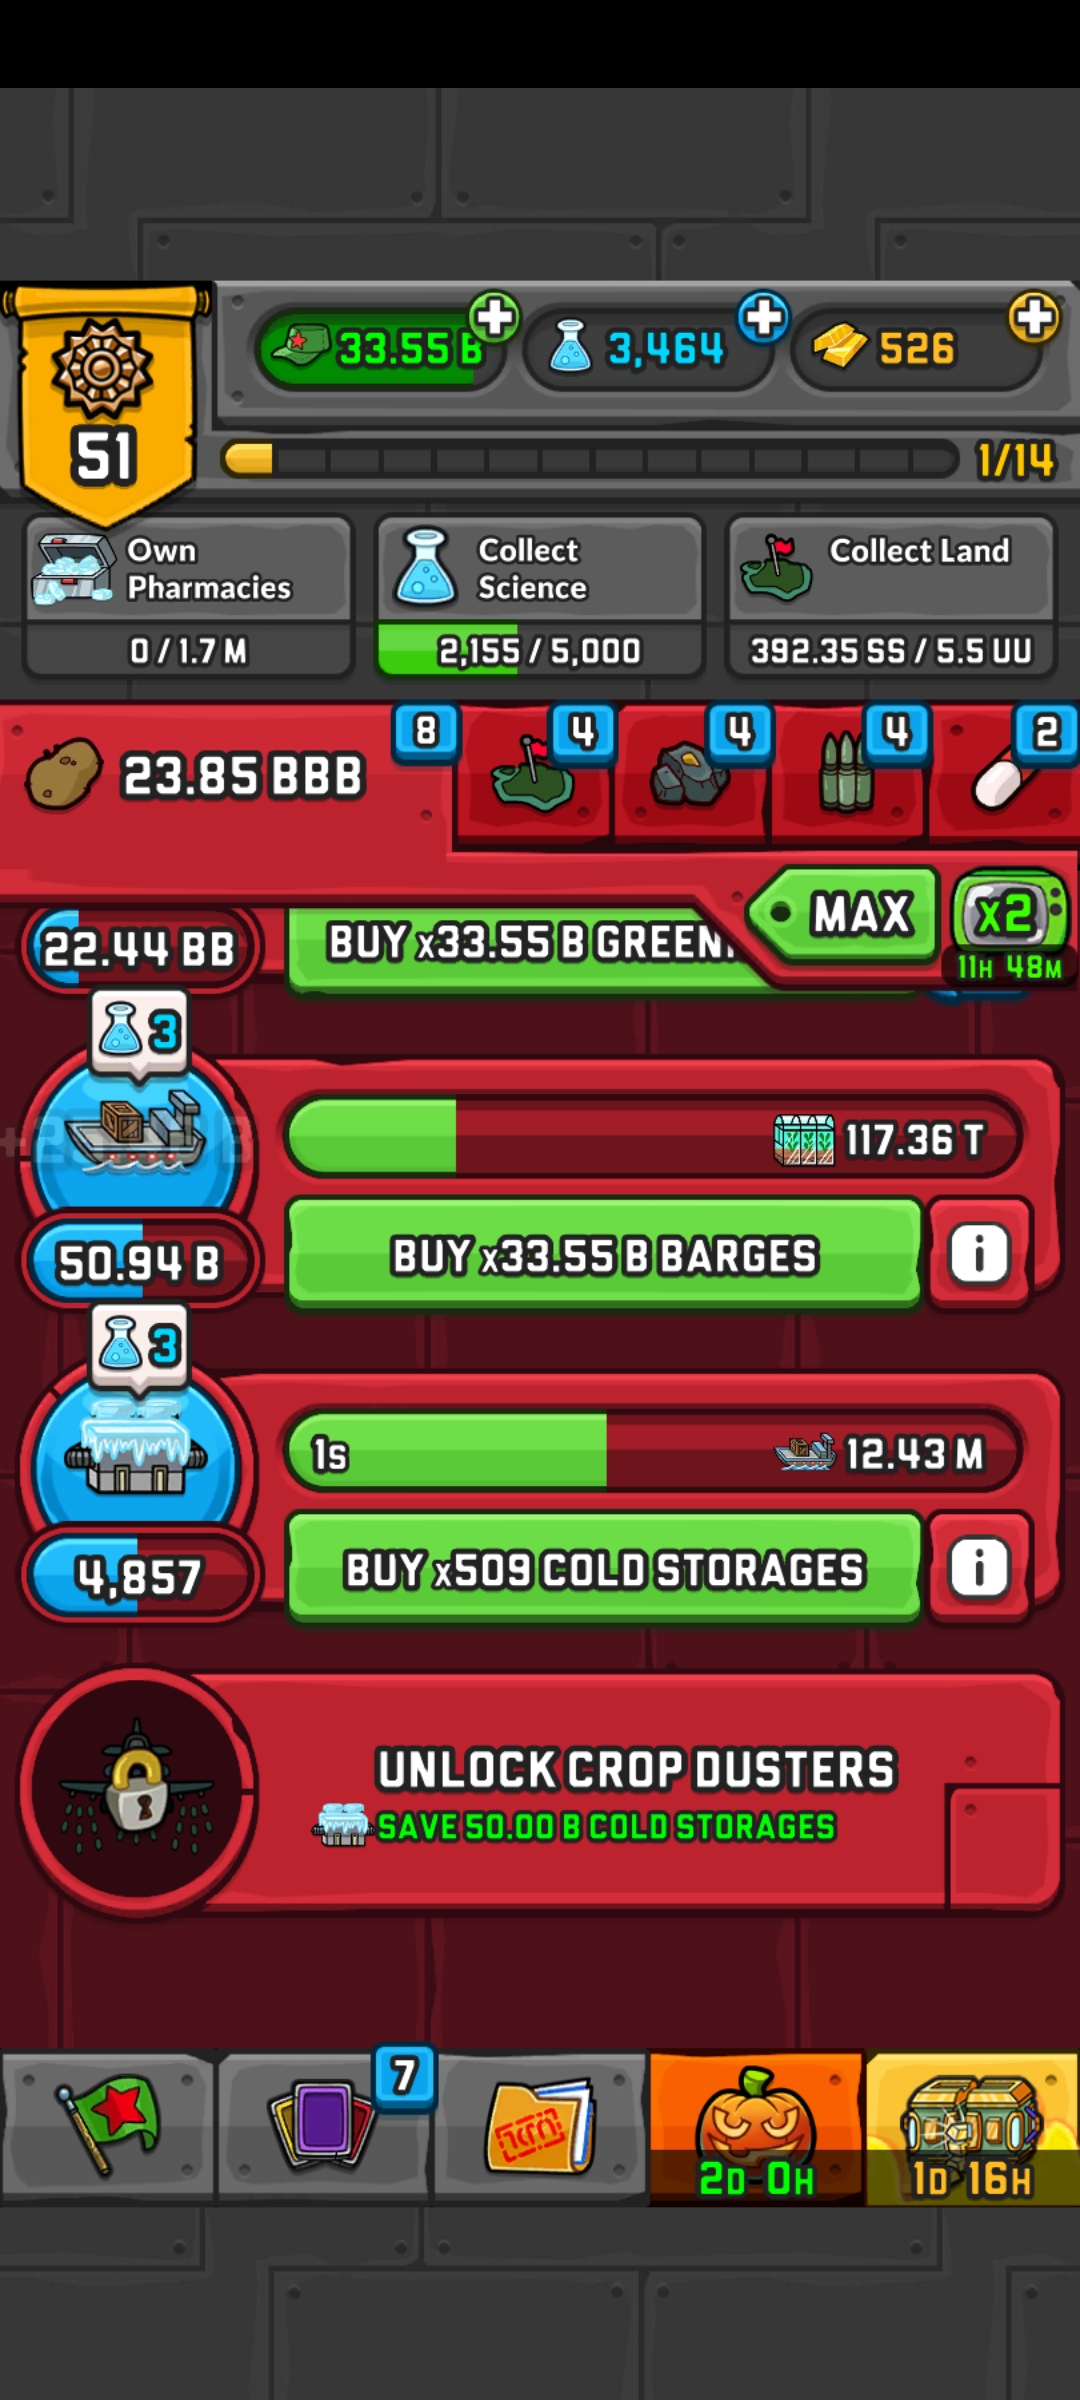 33.55 B
3,464
526
51
1/14
Own
Pharmacies
0 / 1.7 M
Collect
Science
2,155 / 5,000
Collect Land
392.35 SS / 5.5 UU
23.85 BBB
8
4
4
4
2
MAX
x2
11H 48M
22.44 BB
BUY x33.55 B
3
117.36 T
50.94 B
BUY x33.55 B BARGES
3
1s
12.43 M
4,857
BUY x509 COLD STORAGES
UNLOCK CROP DUSTERS
SAVE 50.00 B COLD STORAGES
7
2D 0H
1D 16H